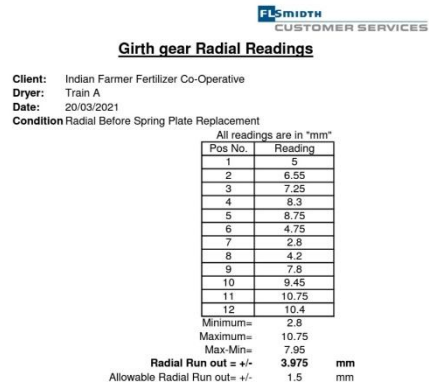 FLSMIDTH
CUSTOMER SERVICES
Girth gear Radial Readings
Client: Indian Farmer Fertilizer Co-Operative
Dryer: Train A
Date: 20/03/2021
Condition Radial Before Spring Plate Replacement
All readings are in "mm"
Pos No. Reading
1 5
2 6.55
3 7.25
4 8.3
5 8.75
6 4.75
7 2.8
8 4.2
9 7.8
10 9.45
11 10.75
12 10.4
Minimum= 2.8
Maximum= 10.75
Max-Min= 7.95
Radial Run out = +/- 3.975 mm
Allowable Radial Run out= +/- 1.5 mm